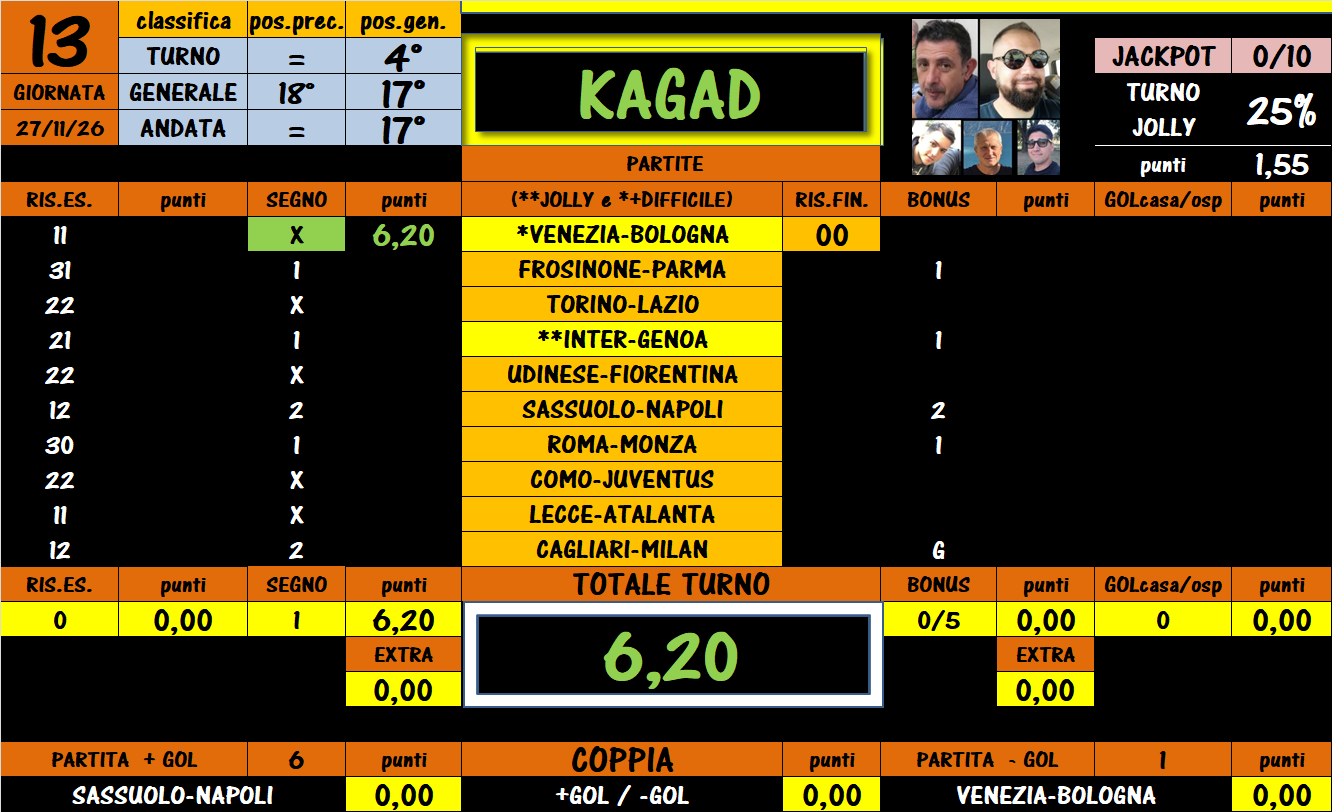 13 classifica pos.prec. pos.gen.
TURNO = 4°
GIORNATA GENERALE 18° 17°
27/11/26 ANDATA = 17°
KAGAD
JACKPOT 0/10
TURNO JOLLY 25%
punti 1,55
PARTITE
RIS.ES. punti SEGNO punti (**JOLLY e *+DIFFICILE) RIS.FIN. BONUS punti GOLcasa/osp punti
11 X 6,20 *VENEZIA-BOLOGNA 00
31 1 FROSINONE-PARMA 1
22 X TORINO-LAZIO
21 1 **INTER-GENOA 1
22 X UDINESE-FIORENTINA
12 2 SASSUOLO-NAPOLI 2
30 1 ROMA-MONZA 1
22 X COMO-JUVENTUS
11 X LECCE-ATALANTA
12 2 CAGLIARI-MILAN G
RIS.ES. punti SEGNO punti TOTALE TURNO BONUS punti GOLcasa/osp punti
0 0,00 1 6,20 6,20 0/5 0,00 0 0,00
EXTRA EXTRA
0,00 0,00
PARTITA + GOL 6 punti COPPIA punti PARTITA - GOL 1 punti
SASSUOLO-NAPOLI 0,00 +GOL / -GOL 0,00 VENEZIA-BOLOGNA 0,00